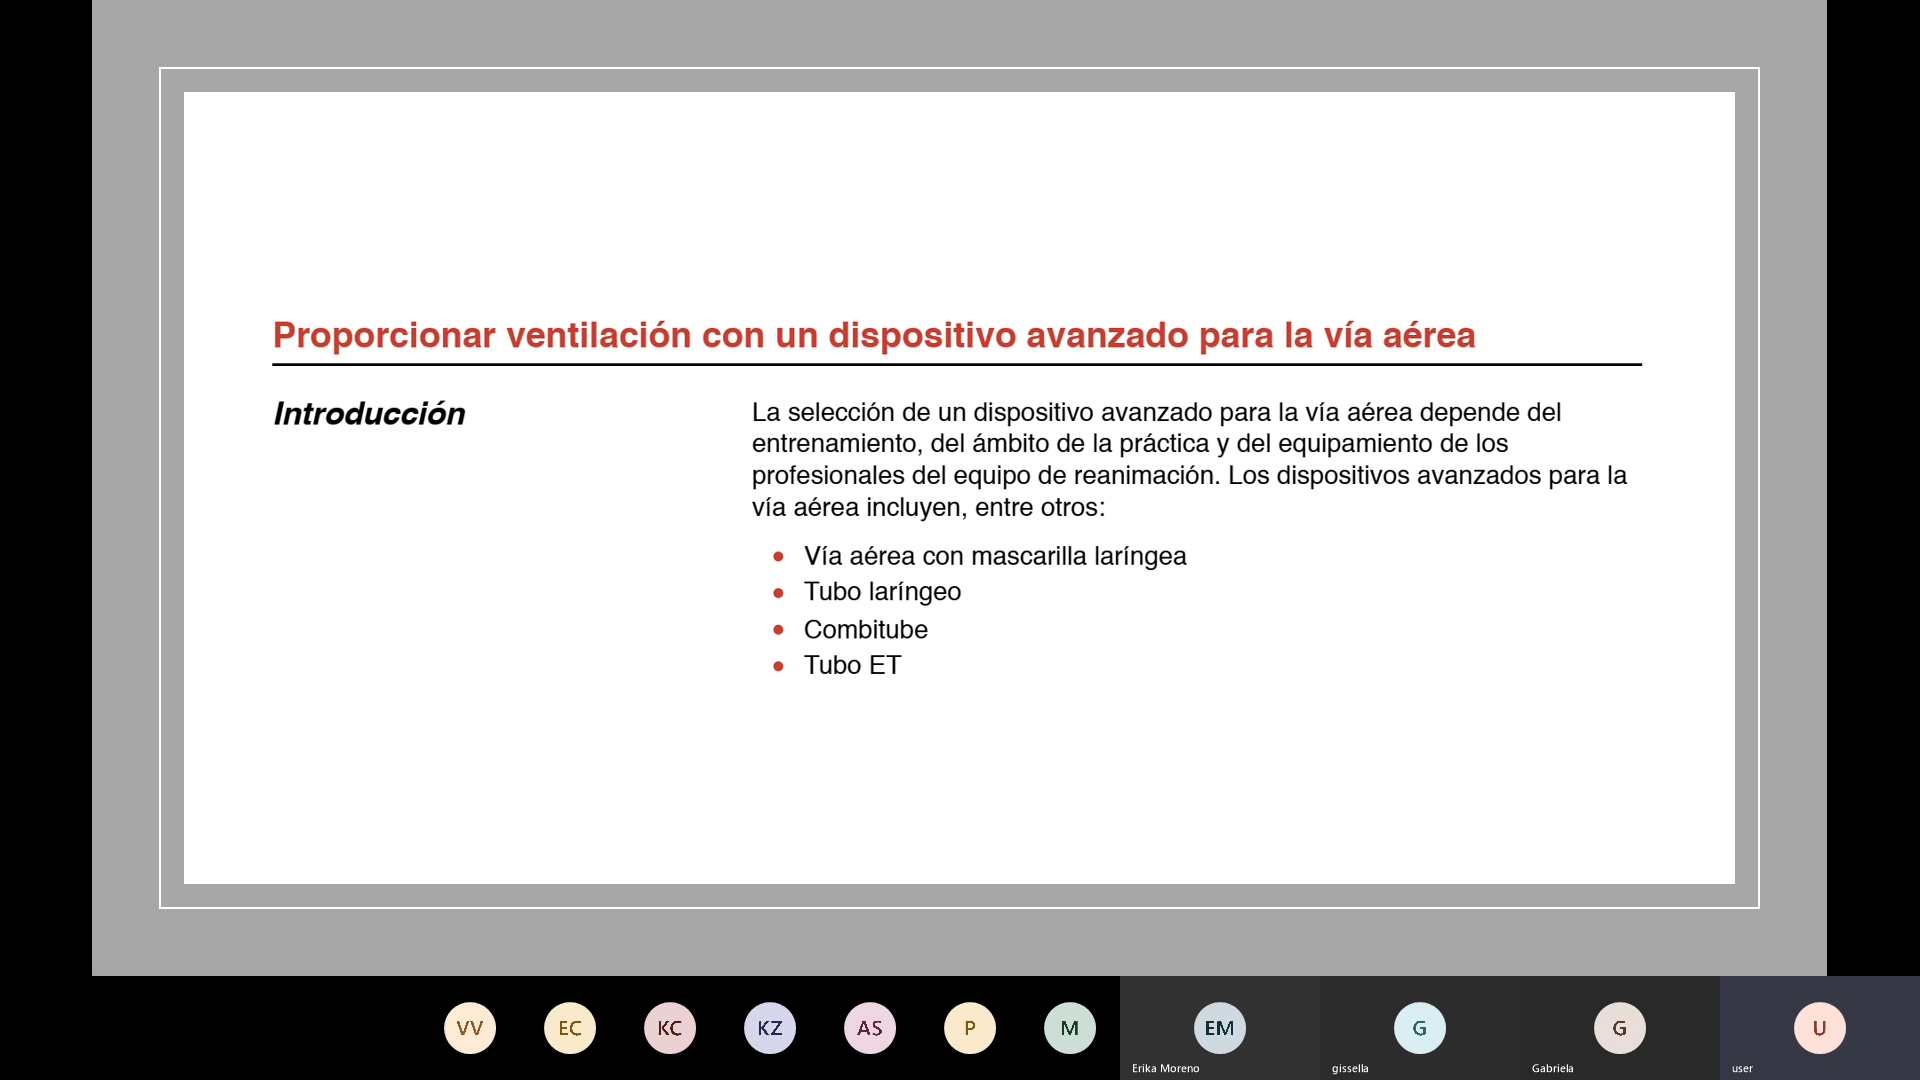 Proporcionar ventilación con un dispositivo avanzado para la vía aérea
Introducción
La selección de un dispositivo avanzado para la vía aérea depende del
entrenamiento, del ámbito de la práctica y del equipamiento de los
profesionales del equipo de reanimación. Los dispositivos avanzados para la
vía aérea incluyen, entre otros:
• Vía aérea con mascarilla laríngea
• Tubo laríngeo
• Combitube
• Tubo ET
VV EC KC KZ AS P M EM G G U
Erika Moreno gissella Gabriela user